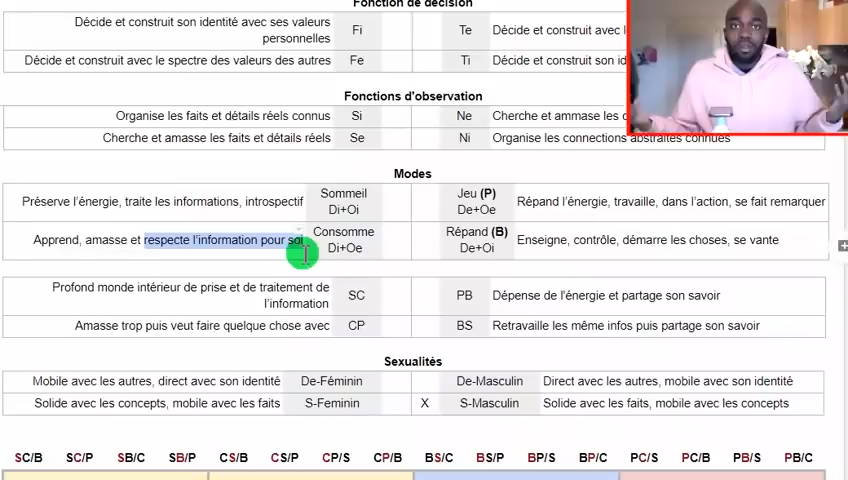 Fonction de décision
Décide et construit son identité avec ses valeurs
personnelles
Fi
Te
Décide et construit avec
Décide et construit avec le spectre des valeurs des autres
Fe
Ti
Décide et construit son
Fonctions d'observation
Organise les faits et détails réels connus
Si
Ne
Cherche et ammase les
Cherche et amasse les faits et détails réels
Se
Ni
Organise les connections abstraites connues
Modes
Préserve l'énergie, traite les informations, introspectif
Sommeil
Di+Oi
Jeu (P)
De+Oe
Répand l'énergie, travaille, dans l'action, se fait remarquer
Apprend, amasse et respecte l'information pour soi
Consomme
Di+Oe
Répand (B)
De+Oi
Enseigne, contrôle, démarre les choses, se vante
Profond monde intérieur de prise et de traitement de
l'information
SC
PB
Dépense de l'énergie et partage son savoir
Amasse trop puis veut faire quelque chose avec
CP
BS
Retravaille les même infos puis partage son savoir
Sexualités
Mobile avec les autres, direct avec son identité
De-Féminin
De-Masculin
Direct avec les autres, mobile avec son identité
Solide avec les concepts, mobile avec les faits
S-Feminin
X
S-Masculin
Solide avec les faits, mobile avec les concepts
SC/B SC/P SB/C SB/P CS/B CS/P CP/S CP/B BS/C BS/P BP/S BP/C PC/S PC/B PB/S PB/C